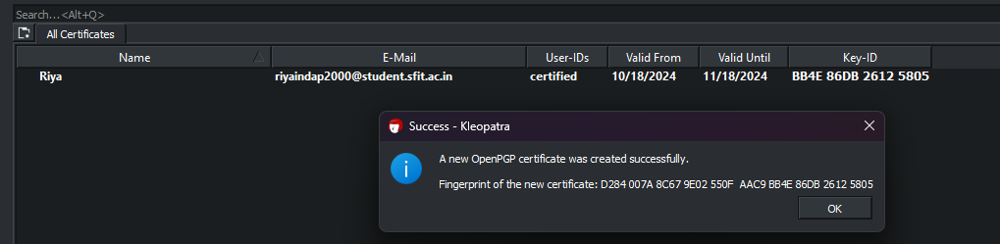 Search...<Alt+Q>
All Certificates
Name E-Mail User-IDs Valid From Valid Until Key-ID
Riya riyaindap2000@student.sfit.ac.in certified 10/18/2024 11/18/2024 BB4E 86DB 2612 5805
Success - Kleopatra
A new OpenPGP certificate was created successfully.
Fingerprint of the new certificate: D284 007A 8C67 9E02 550F  AAC9 BB4E 86DB 2612 5805
OK